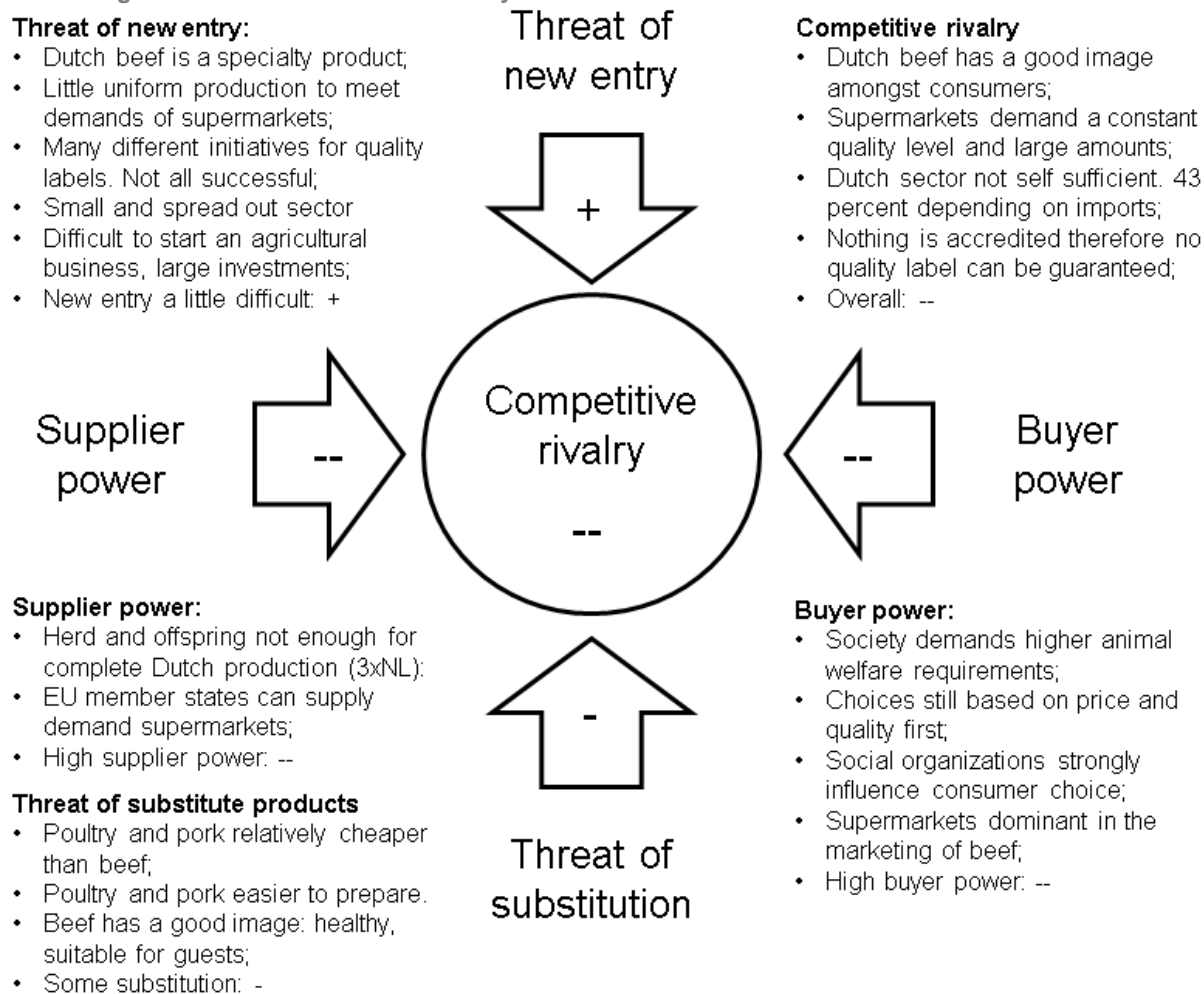 Threat of new entry:
• Dutch beef is a specialty product;
• Little uniform production to meet
demands of supermarkets;
• Many different initiatives for quality
labels. Not all successful;
• Small and spread out sector
• Difficult to start an agricultural
business, large investments;
• New entry a little difficult: +
Threat of
new entry
+
Competitive rivalry
• Dutch beef has a good image
amongst consumers;
• Supermarkets demand a constant
quality level and large amounts;
• Dutch sector not self sufficient. 43
percent depending on imports;
• Nothing is accredited therefore no
quality label can be guaranteed;
• Overall: --
Supplier
power
--
Competitive
rivalry
--
--
Buyer
power
Supplier power:
• Herd and offspring not enough for
complete Dutch production (3xNL):
• EU member states can supply
demand supermarkets;
• High supplier power: --
Threat of substitute products
• Poultry and pork relatively cheaper
than beef;
• Poultry and pork easier to prepare.
• Beef has a good image: healthy,
suitable for guests;
• Some substitution: -
-
Threat of
substitution
Buyer power:
• Society demands higher animal
welfare requirements;
• Choices still based on price and
quality first;
• Social organizations strongly
influence consumer choice;
• Supermarkets dominant in the
marketing of beef;
• High buyer power: --